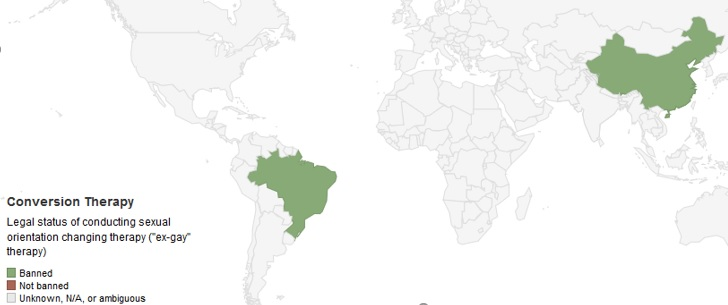 Conversion Therapy
Legal status of conducting sexual
orientation changing therapy ("ex-gay"
therapy)
Banned
Not banned
Unknown, N/A, or ambiguous